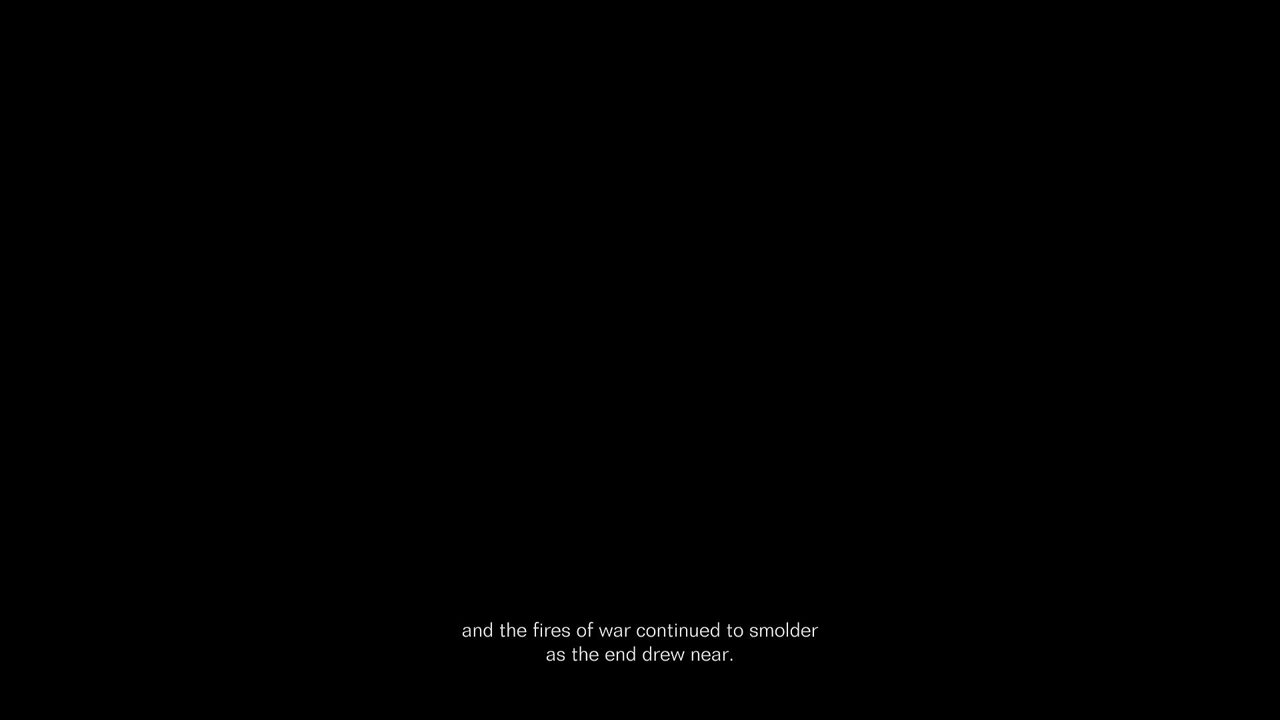 and the fires of war continued to smolder
as the end drew near.